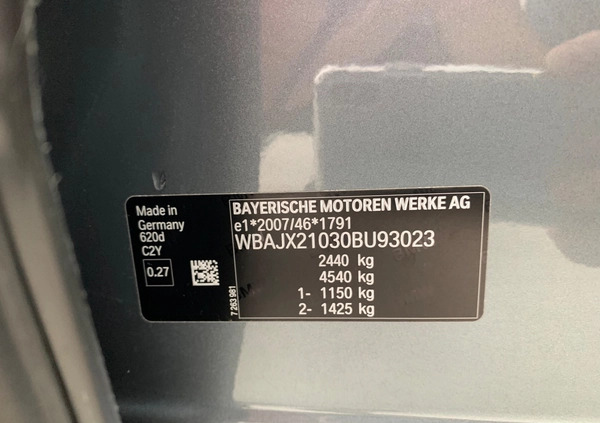 Made in
Germany
620d
C2Y
0.27
7 263 981
BAYERISCHE MOTOREN WERKE AG
e1*2007/46*1791
WBAJX21030BU93023
2440 kg
4540 kg
1- 1150 kg
2- 1425 kg